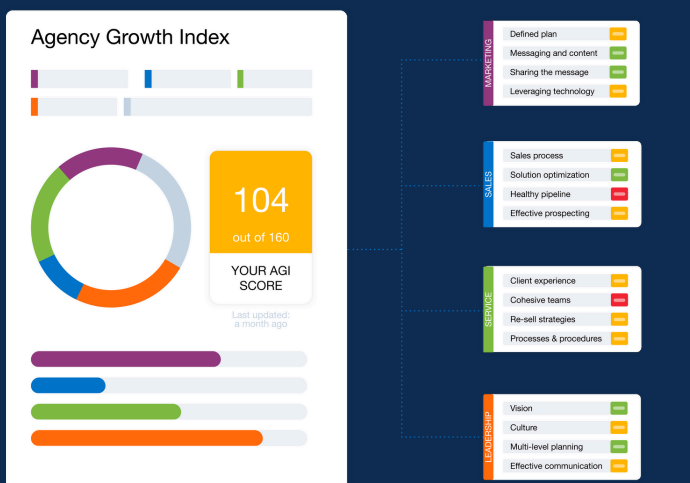 Agency Growth Index
104
out of 160
YOUR AGI
SCORE
Last updated:
a month ago
MARKETING
Defined plan
Messaging and content
Sharing the message
Leveraging technology
SALES
Sales process
Solution optimization
Healthy pipeline
Effective prospecting
SERVICE
Client experience
Cohesive teams
Re-sell strategies
Processes & procedures
LEADERSHIP
Vision
Culture
Multi-level planning
Effective communication